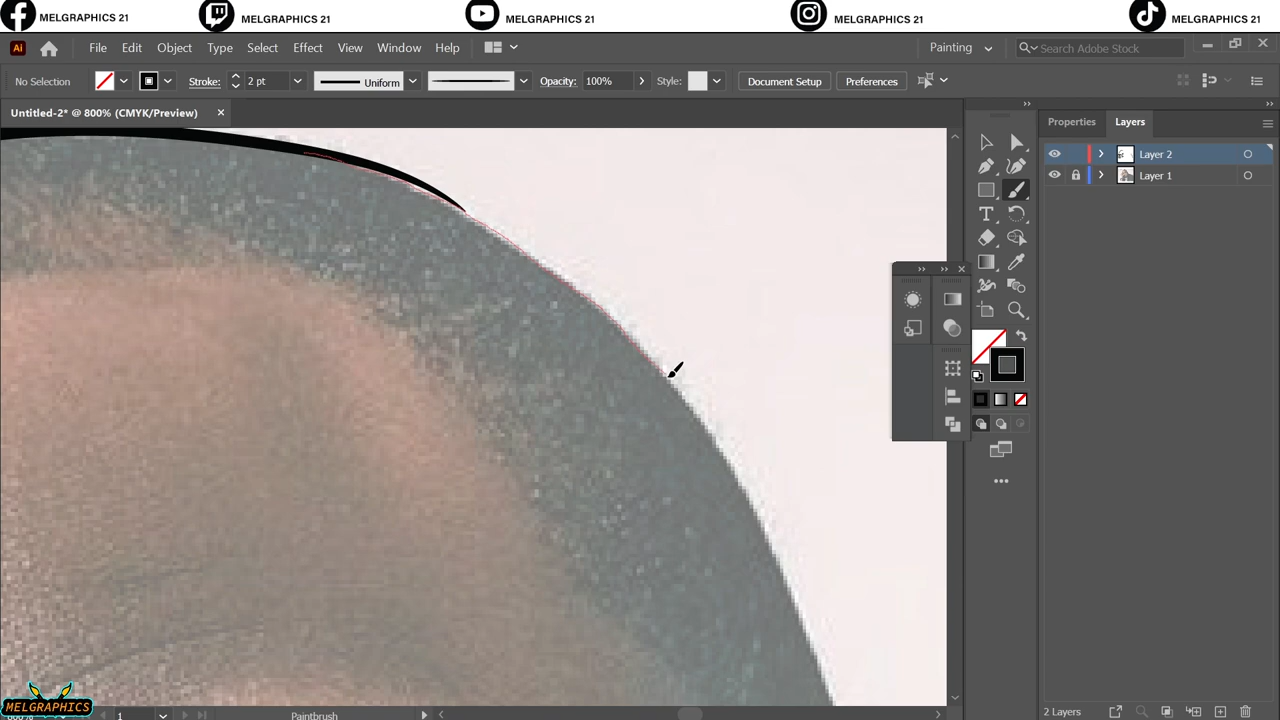 MELGRAPHICS 21
MELGRAPHICS 21
MELGRAPHICS 21
MELGRAPHICS 21
MELGRAPHICS 21
Ai File Edit Object Type Select Effect View Window Help
Painting
Search Adobe Stock
No Selection
Stroke: 2 pt
Uniform
Opacity: 100%
Style:
Document Setup
Preferences
Untitled-2* @ 800% (CMYK/Preview)
Properties
Layers
Layer 2
Layer 1
MELGRAPHICS
1
Paintbrush
2 Layers